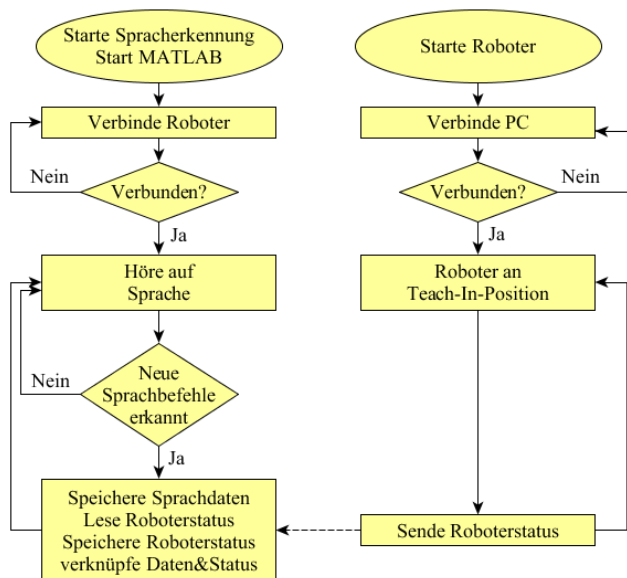 Starte Spracherkennung
Start MATLAB
Verbinde Roboter
Nein
Verbunden?
Ja
Höre auf
Sprache
Nein
Neue
Sprachbefehle
erkannt
Ja
Speichere Sprachdaten
Lese Roboterstatus
Speichere Roboterstatus
verknüpfe Daten&Status
Starte Roboter
Verbinde PC
Verbunden?
Nein
Ja
Roboter an
Teach-In-Position
Sende Roboterstatus